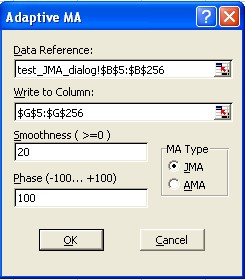 Adaptive MA
Data Reference:
test_JMA_dialog!$B$5:$B$256
Write to Column:
$G$5:$G$256
Smoothness ( >=0 )
20
Phase (-100... +100)
100
MA Type
JMA
AMA
OK
Cancel